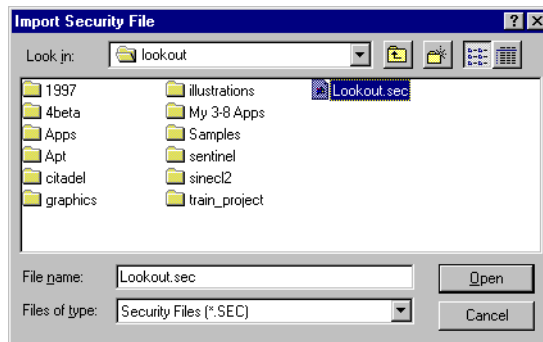 Import Security File
Look in: lookout
1997 illustrations Lookout.sec
4beta My 3-8 Apps
Apps Samples
Apt sentinel
citadel sinecl2
graphics train_project
File name: Lookout.sec Open
Files of type: Security Files (*.SEC) Cancel